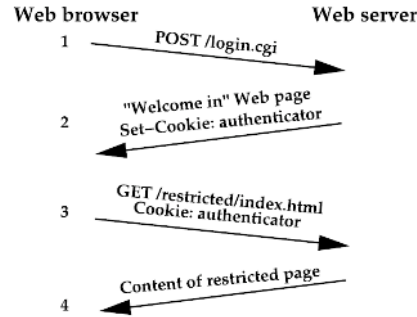 Web browser
Web server
1
POST /login.cgi
2
"Welcome in" Web page
Set-Cookie: authenticator
3
GET /restricted/index.html
Cookie: authenticator
4
Content of restricted page